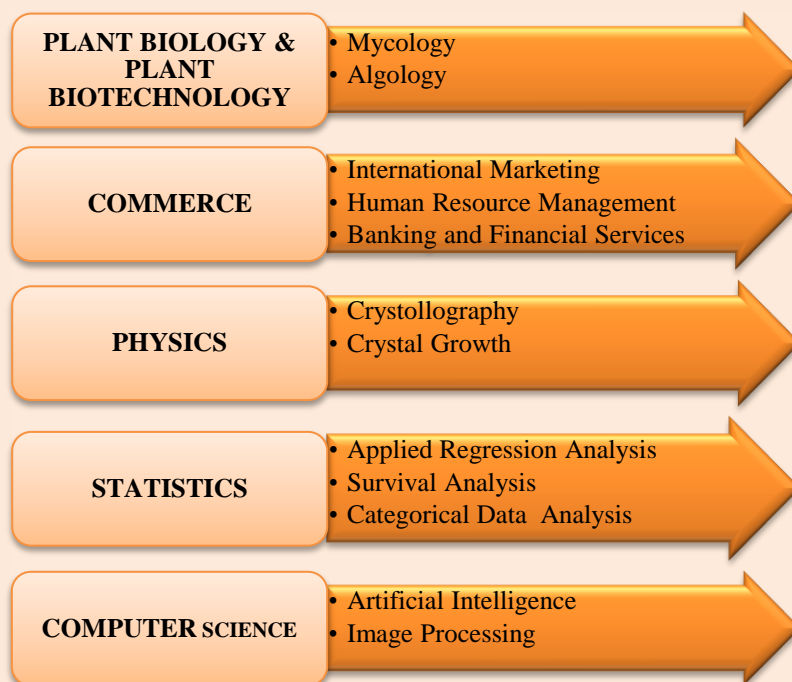 PLANT BIOLOGY &
PLANT
BIOTECHNOLOGY
• Mycology
• Algology
COMMERCE
• International Marketing
• Human Resource Management
• Banking and Financial Services
PHYSICS
• Crystollography
• Crystal Growth
STATISTICS
• Applied Regression Analysis
• Survival Analysis
• Categorical Data  Analysis
COMPUTER SCIENCE
• Artificial Intelligence
• Image Processing